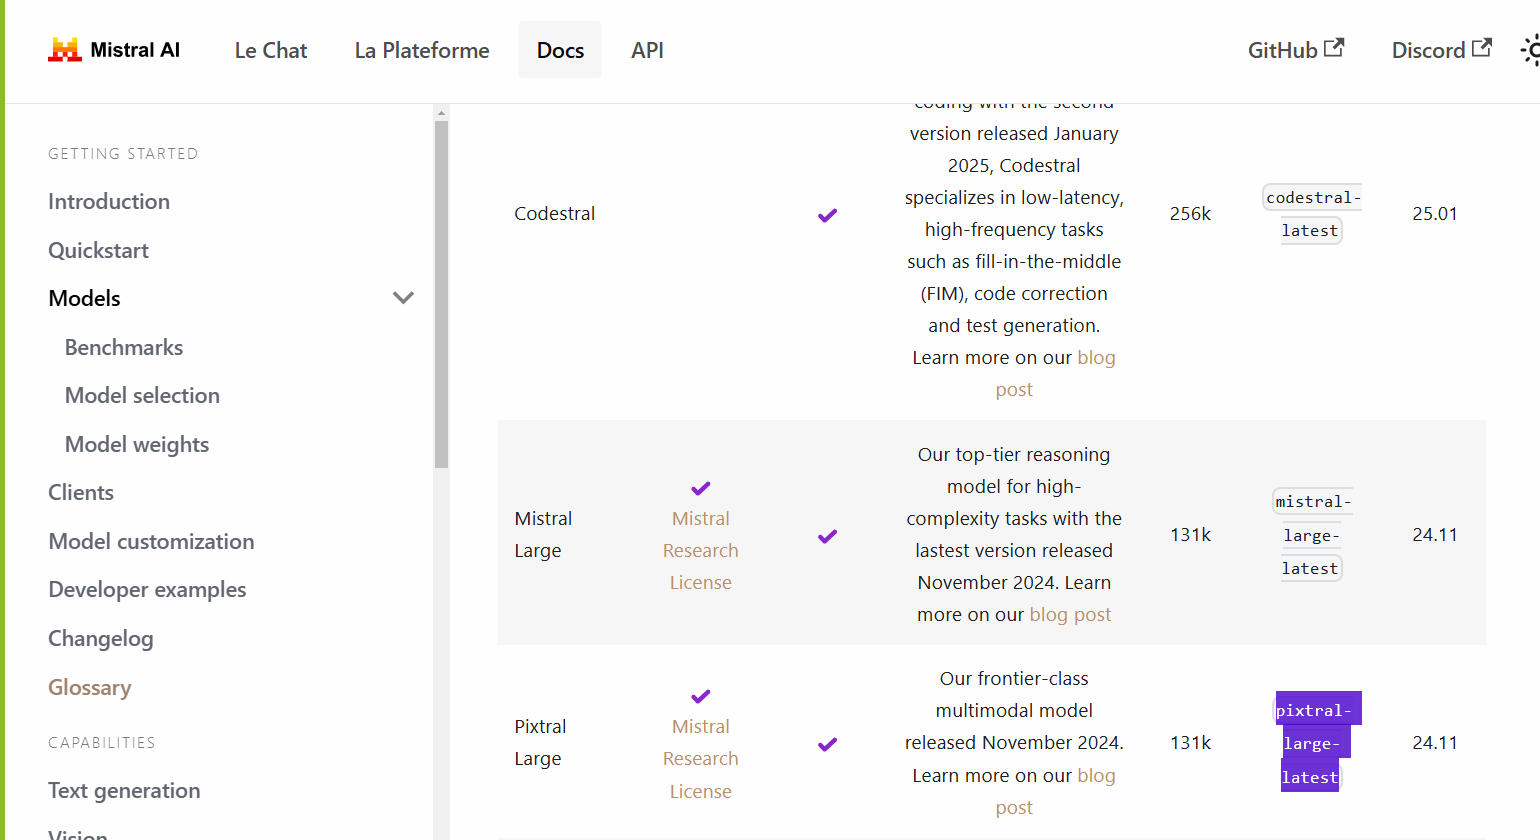 Mistral AI
Le Chat
La Plateforme
Docs
API
GitHub
Discord
GETTING STARTED
Introduction
Quickstart
Models
Benchmarks
Model selection
Model weights
Clients
Model customization
Developer examples
Changelog
Glossary
CAPABILITIES
Text generation
Vision
Codestral
coding with the second
version released January
2025, Codestral
specializes in low-latency,
high-frequency tasks
such as fill-in-the-middle
(FIM), code correction
and test generation.
Learn more on our blog
post
256k
codestral-
latest
25.01
Mistral
Large
Mistral
Research
License
Our top-tier reasoning
model for high-
complexity tasks with the
lastest version released
November 2024. Learn
more on our blog post
131k
mistral-
large-
latest
24.11
Pixtral
Large
Mistral
Research
License
Our frontier-class
multimodal model
released November 2024.
Learn more on our blog
post
131k
pixtral-
large-
latest
24.11